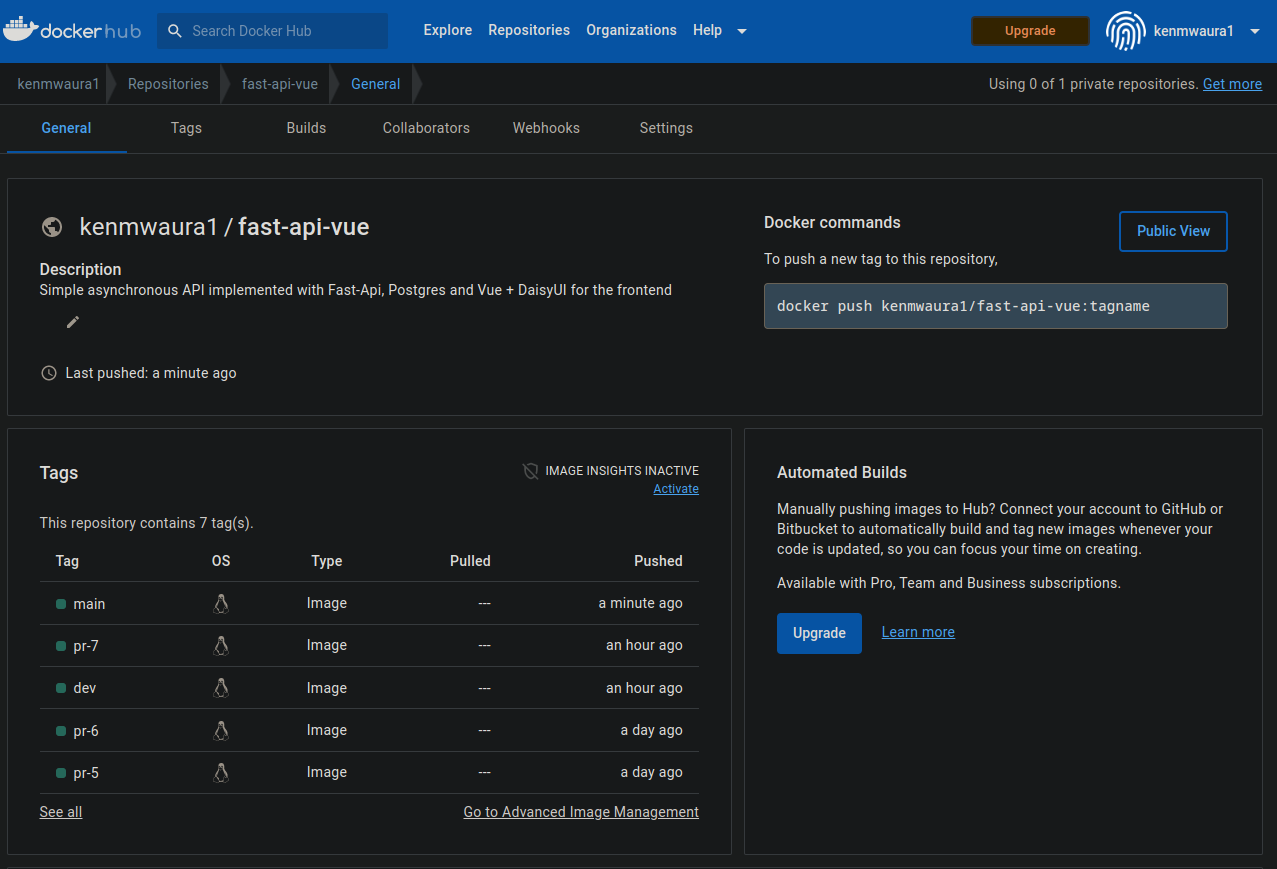 dockerhub Search Docker Hub Explore Repositories Organizations Help Upgrade kenmwaura1
kenmwaura1 Repositories fast-api-vue General Using 0 of 1 private repositories. Get more
General Tags Builds Collaborators Webhooks Settings
kenmwaura1 / fast-api-vue
Description
Simple asynchronous API implemented with Fast-Api, Postgres and Vue + DaisyUI for the frontend
Last pushed: a minute ago
Docker commands
Public View
To push a new tag to this repository,
docker push kenmwaura1/fast-api-vue:tagname
Tags
IMAGE INSIGHTS INACTIVE
Activate
This repository contains 7 tag(s).
Tag OS Type Pulled Pushed
main Image --- a minute ago
pr-7 Image --- an hour ago
dev Image --- an hour ago
pr-6 Image --- a day ago
pr-5 Image --- a day ago
See all Go to Advanced Image Management
Automated Builds
Manually pushing images to Hub? Connect your account to GitHub or
Bitbucket to automatically build and tag new images whenever your
code is updated, so you can focus your time on creating.
Available with Pro, Team and Business subscriptions.
Upgrade Learn more